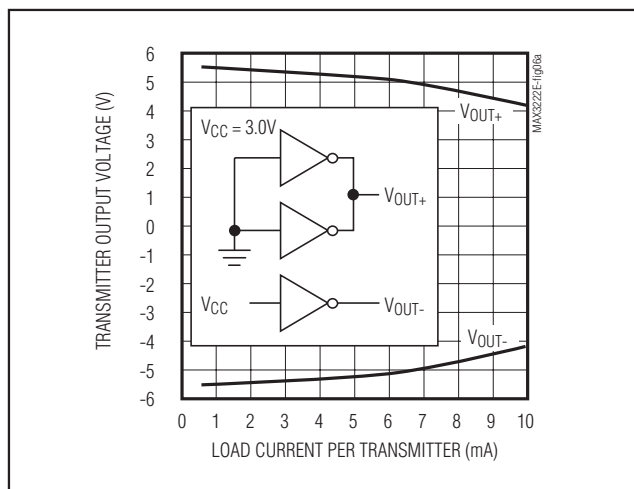 TRANSMITTER OUTPUT VOLTAGE (V)
6
5
4
3
2
1
0
-1
-2
-3
-4
-5
-6
VCC = 3.0V
VOUT+
VCC
VOUT-
VOUT+
VOUT-
MAX3222E-fig06a
0 1 2 3 4 5 6 7 8 9 10
LOAD CURRENT PER TRANSMITTER (mA)